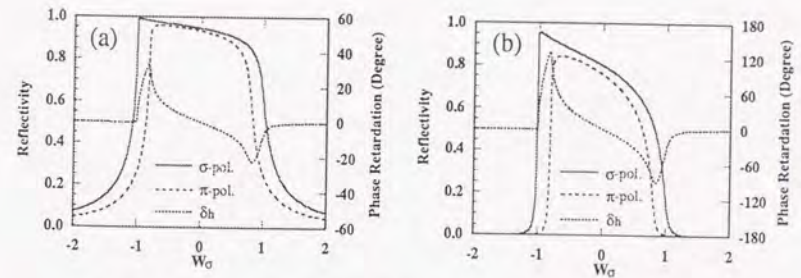 (a)
Reflectivity
1.0
0.8
0.6
0.4
0.2
0.0
σ-pol.
π-pol.
δh
60
40
20
0
-20
-40
-60
Phase Retardation (Degree)
-2
-1
0
1
2
Wσ
(b)
Reflectivity
1.0
0.8
0.6
0.4
0.2
0.0
σ-pol.
π-pol.
δh
180
120
60
0
-60
-120
-180
Phase Retardation (Degree)
-2
-1
0
1
2
Wσ